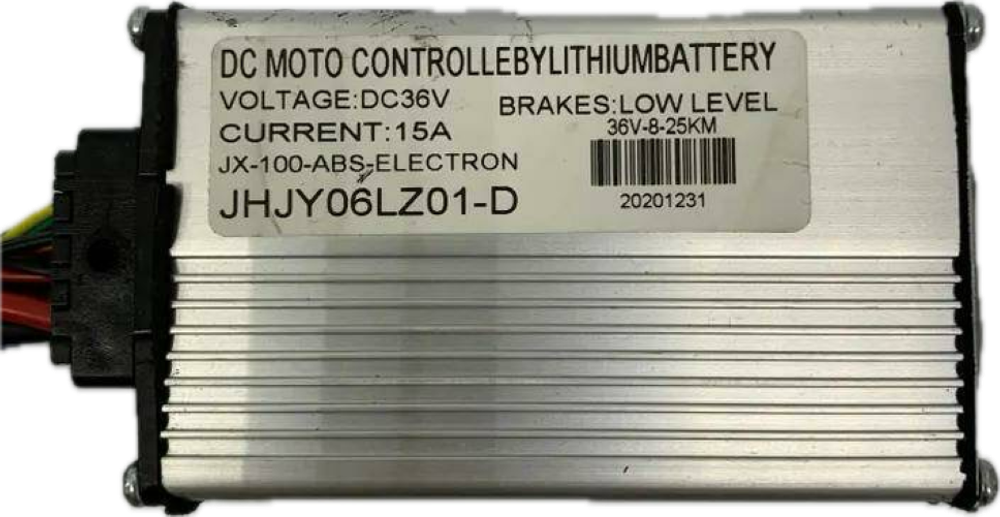 DC MOTO CONTROLLEBYLITHIUMBATTERY
VOLTAGE:DC36V
BRAKES:LOW LEVEL
CURRENT:15A
36V-8-25KM
JX-100-ABS-ELECTRON
JHJY06LZ01-D
20201231